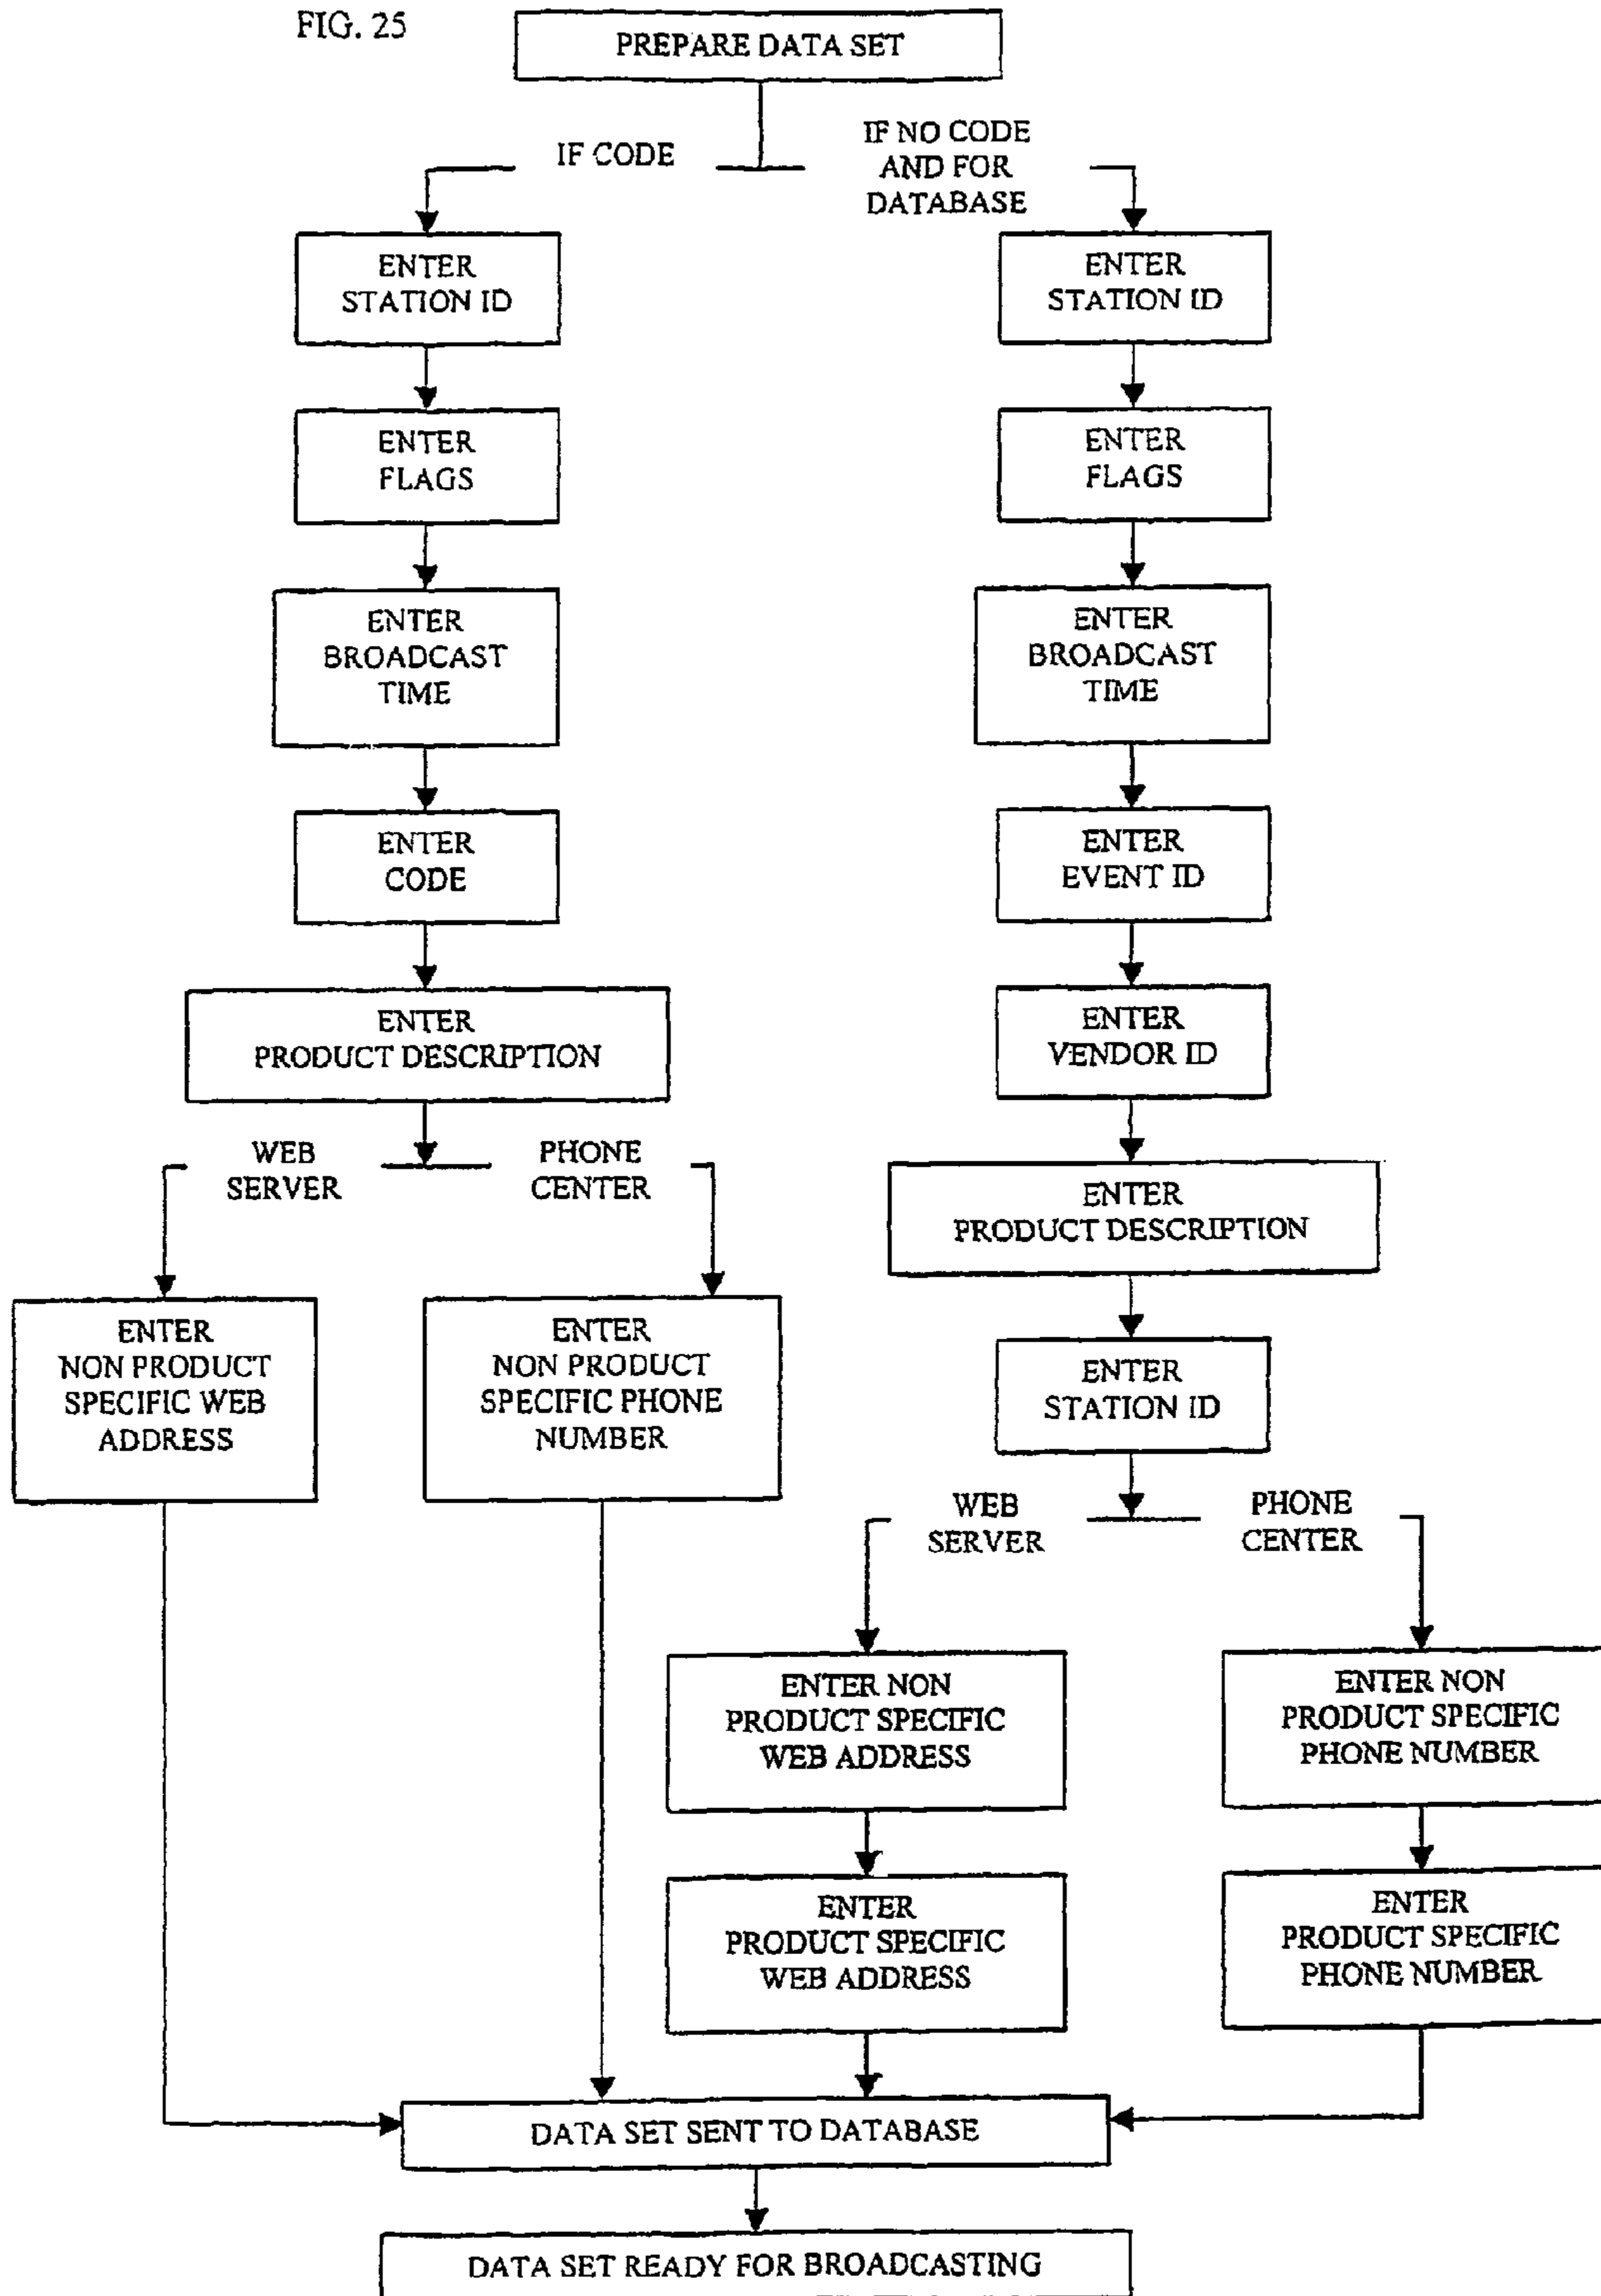 FIG. 25
PREPARE DATA SET
IF CODE
IF NO CODE
AND FOR
DATABASE
ENTER
STATION ID
ENTER
FLAGS
ENTER
BROADCAST
TIME
ENTER
CODE
ENTER
PRODUCT DESCRIPTION
WEB
SERVER
PHONE
CENTER
ENTER
NON PRODUCT
SPECIFIC WEB
ADDRESS
ENTER
NON PRODUCT
SPECIFIC PHONE
NUMBER
ENTER
STATION ID
ENTER
FLAGS
ENTER
BROADCAST
TIME
ENTER
EVENT ID
ENTER
VENDOR ID
ENTER
PRODUCT DESCRIPTION
ENTER
STATION ID
WEB
SERVER
PHONE
CENTER
ENTER NON
PRODUCT SPECIFIC
WEB ADDRESS
ENTER
PRODUCT SPECIFIC
WEB ADDRESS
ENTER NON
PRODUCT SPECIFIC
PHONE NUMBER
ENTER
PRODUCT SPECIFIC
PHONE NUMBER
DATA SET SENT TO DATABASE
DATA SET READY FOR BROADCASTING